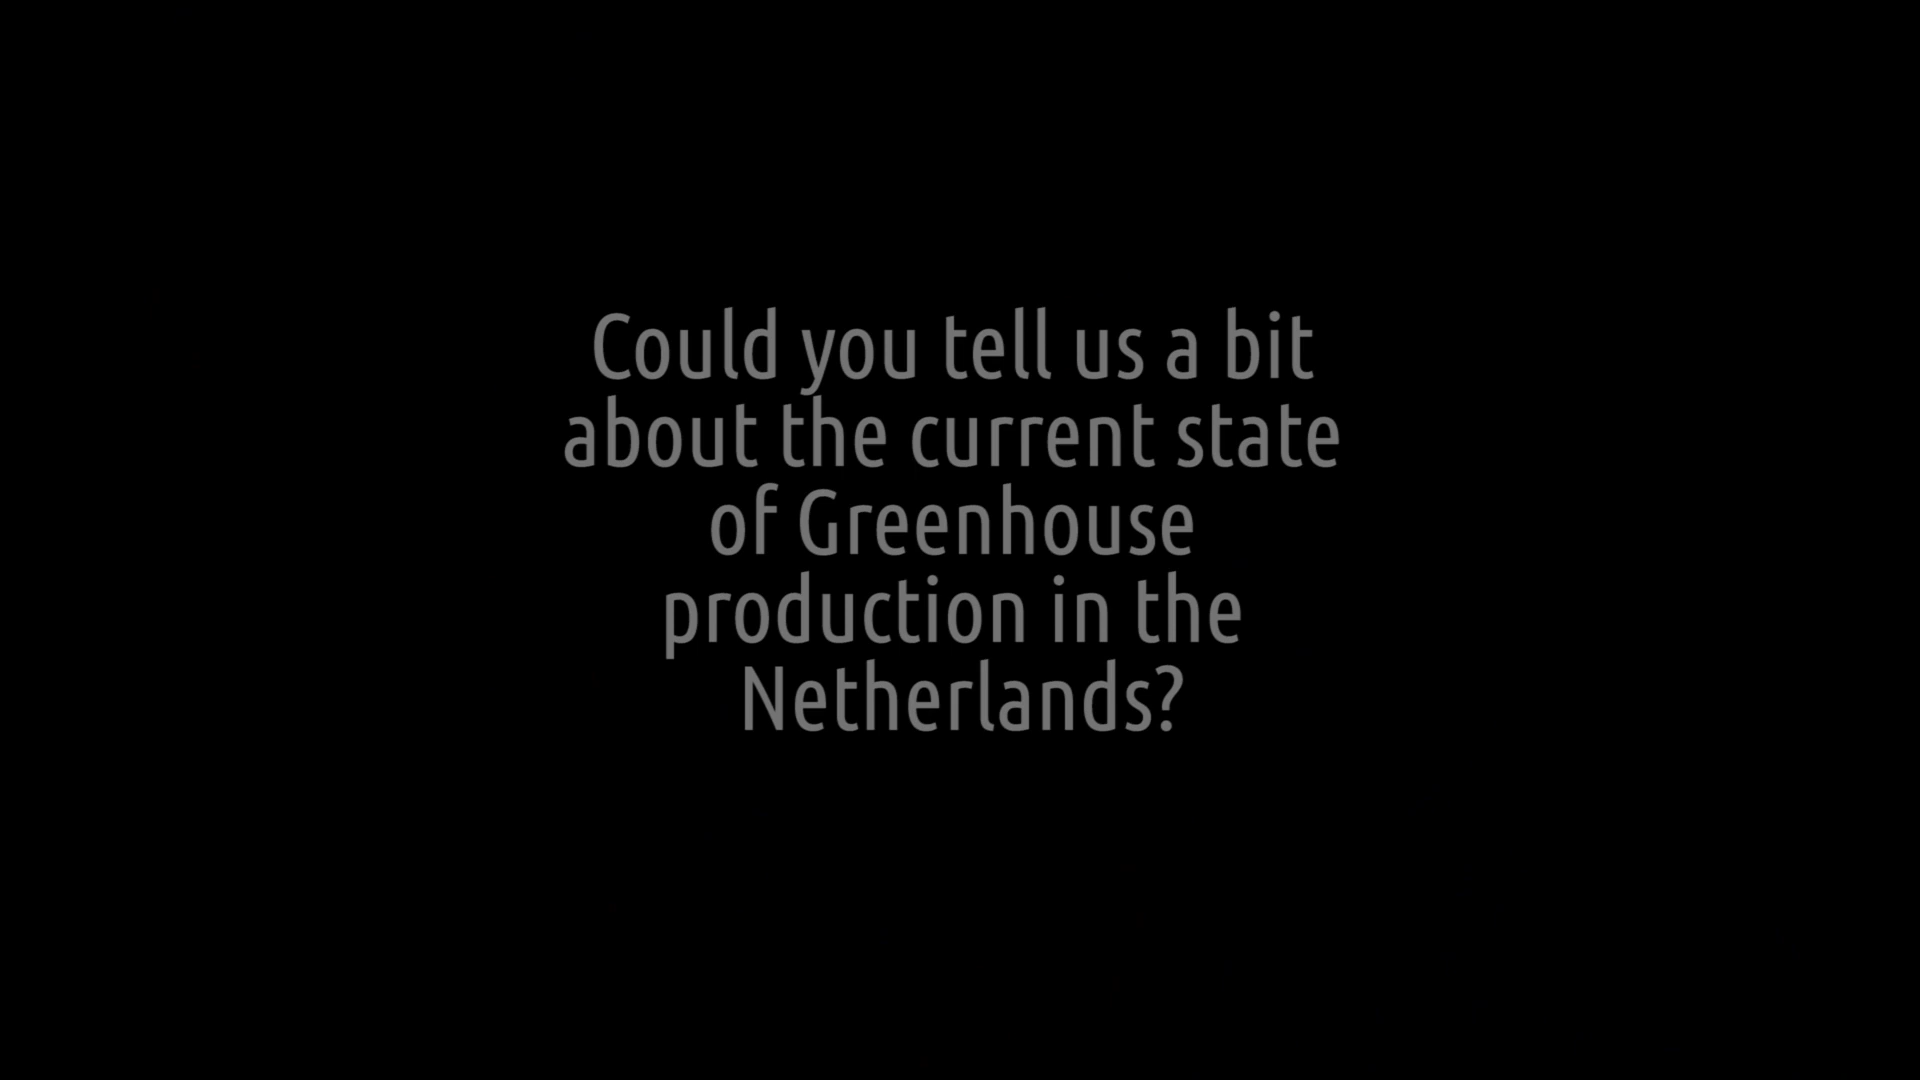 Could you tell us a bit
about the current state
of Greenhouse
production in the
Netherlands?